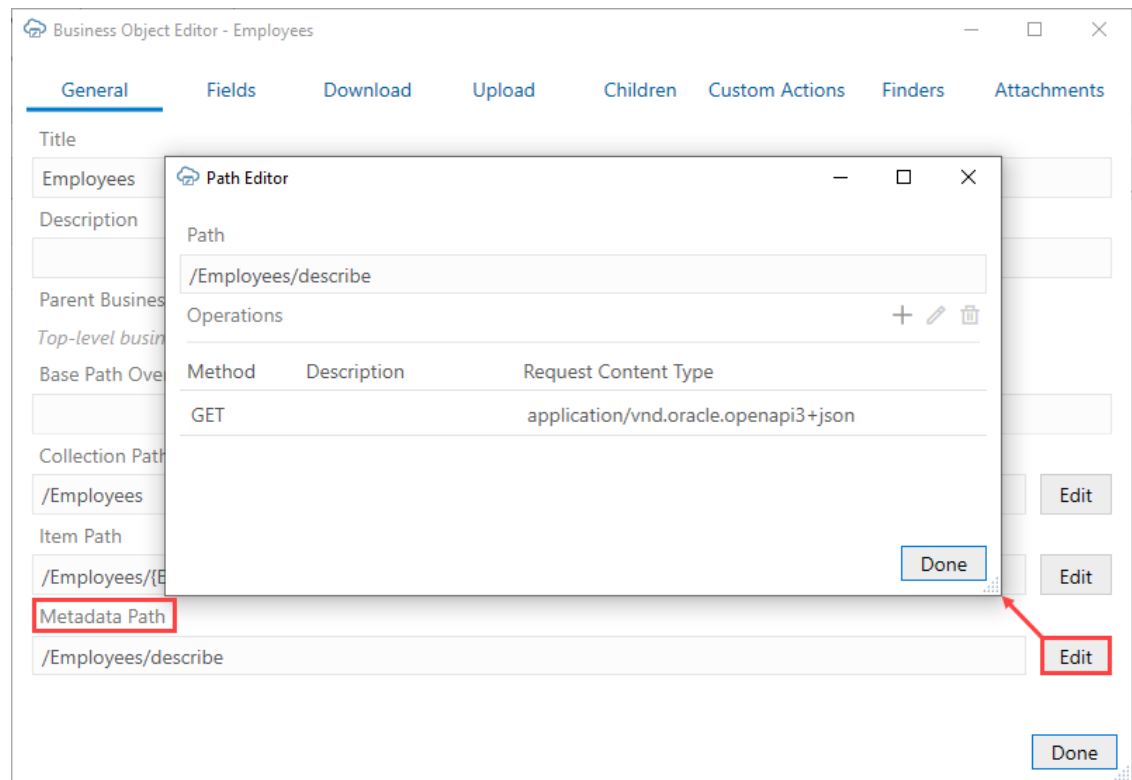 Business Object Editor - Employees
General Fields Download Upload Children Custom Actions Finders Attachments
Title
Employees
Path Editor
Description
Path
/Employees/describe
Parent Busines
Operations
Top-level busin
Base Path Over
Method Description Request Content Type
GET application/vnd.oracle.openapi3+json
Collection Path
/Employees
Edit
Item Path
Done
/Employees/{E
Edit
Metadata Path
/Employees/describe
Edit
Done